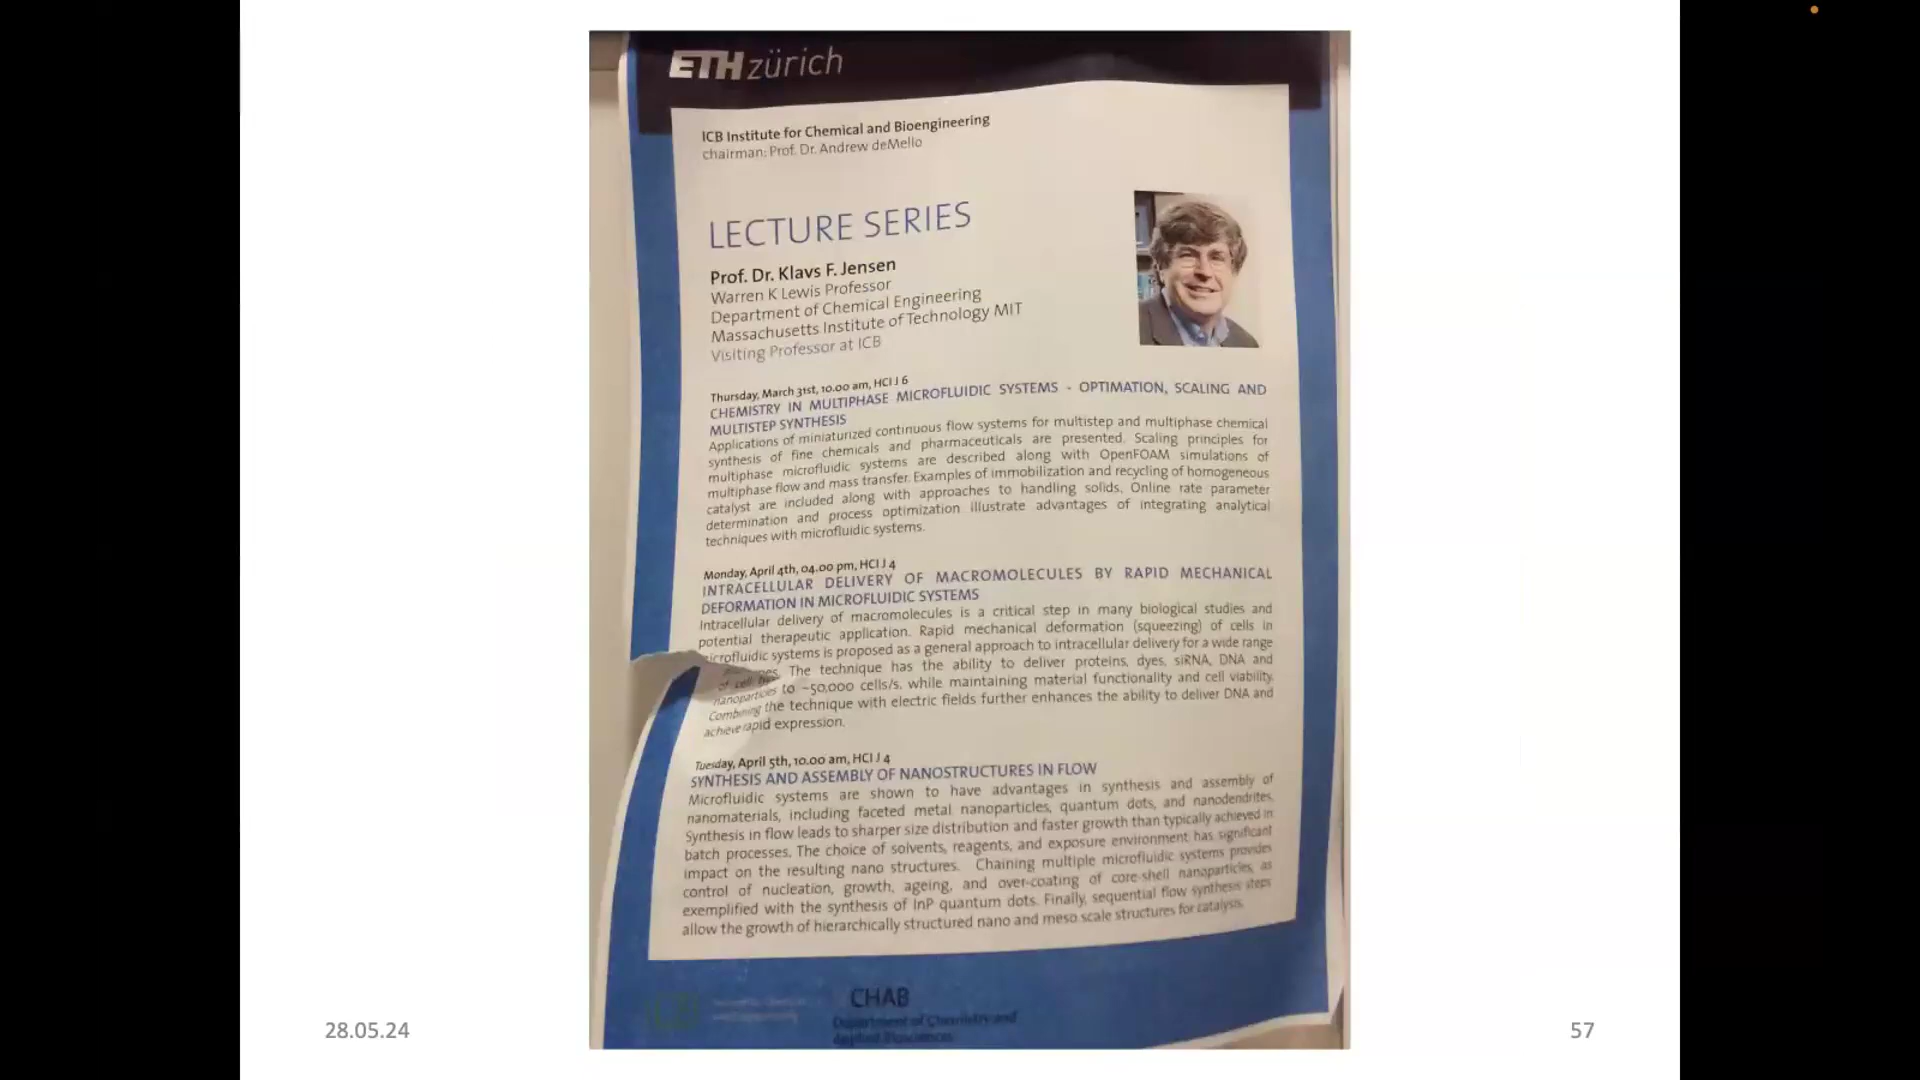 ETH zürich
ICB Institute for Chemical and Bioengineering
chairman: Prof. Dr. Andrew deMello
LECTURE SERIES
Prof. Dr. Klavs F. Jensen
Warren K Lewis Professor
Department of Chemical Engineering
Massachusetts Institute of Technology MIT
Visiting Professor at ICB
Thursday, March 31st, 10.00 am, HCI J 6
CHEMISTRY IN MULTIPHASE MICROFLUIDIC SYSTEMS - OPTIMATION, SCALING AND
MULTISTEP SYNTHESIS
Applications of miniaturized continuous flow systems for multistep and multiphase chemical
synthesis of fine chemicals and pharmaceuticals are presented. Scaling principles for
multiphase microfluidic systems are described along with OpenFOAM simulations of
multiphase flow and mass transfer. Examples of immobilization and recycling of homogeneous
catalyst are included along with approaches to handling solids. Online rate parameter
determination and process optimization illustrate advantages of integrating analytical
techniques with microfluidic systems.
Monday, April 4th, 04.00 pm, HCI J 4
INTRACELLULAR DELIVERY OF MACROMOLECULES BY RAPID MECHANICAL
DEFORMATION IN MICROFLUIDIC SYSTEMS
Intracellular delivery of macromolecules is a critical step in many biological studies and
potential therapeutic application. Rapid mechanical deformation (squeezing) of cells in
microfluidic systems is proposed as a general approach to intracellular delivery for a wide range
of cell The technique has the ability to deliver proteins, dyes, siRNA, DNA and
nanoparticles to ~50,000 cells/s, while maintaining material functionality and cell viability.
Combining the technique with electric fields further enhances the ability to deliver DNA and
achieve rapid expression.
Tuesday, April 5th, 10.00 am, HCI J 4
SYNTHESIS AND ASSEMBLY OF NANOSTRUCTURES IN FLOW
Microfluidic systems are shown to have advantages in synthesis and assembly of
nanomaterials, including faceted metal nanoparticles, quantum dots, and nanodendrites.
Synthesis in flow leads to sharper size distribution and faster growth than typically achieved in
batch processes. The choice of solvents, reagents, and exposure environment has significant
impact on the resulting nano structures. Chaining multiple microfluidic systems provides
control of nucleation, growth, ageing, and over-coating of core-shell nanoparticles, as
exemplified with the synthesis of InP quantum dots. Finally, sequential flow synthesis steps
allow the growth of hierarchically structured nano and meso scale structures for catalysis.
ICB
CHAB
Department of Chemistry and
Applied Biosciences
28.05.24
57